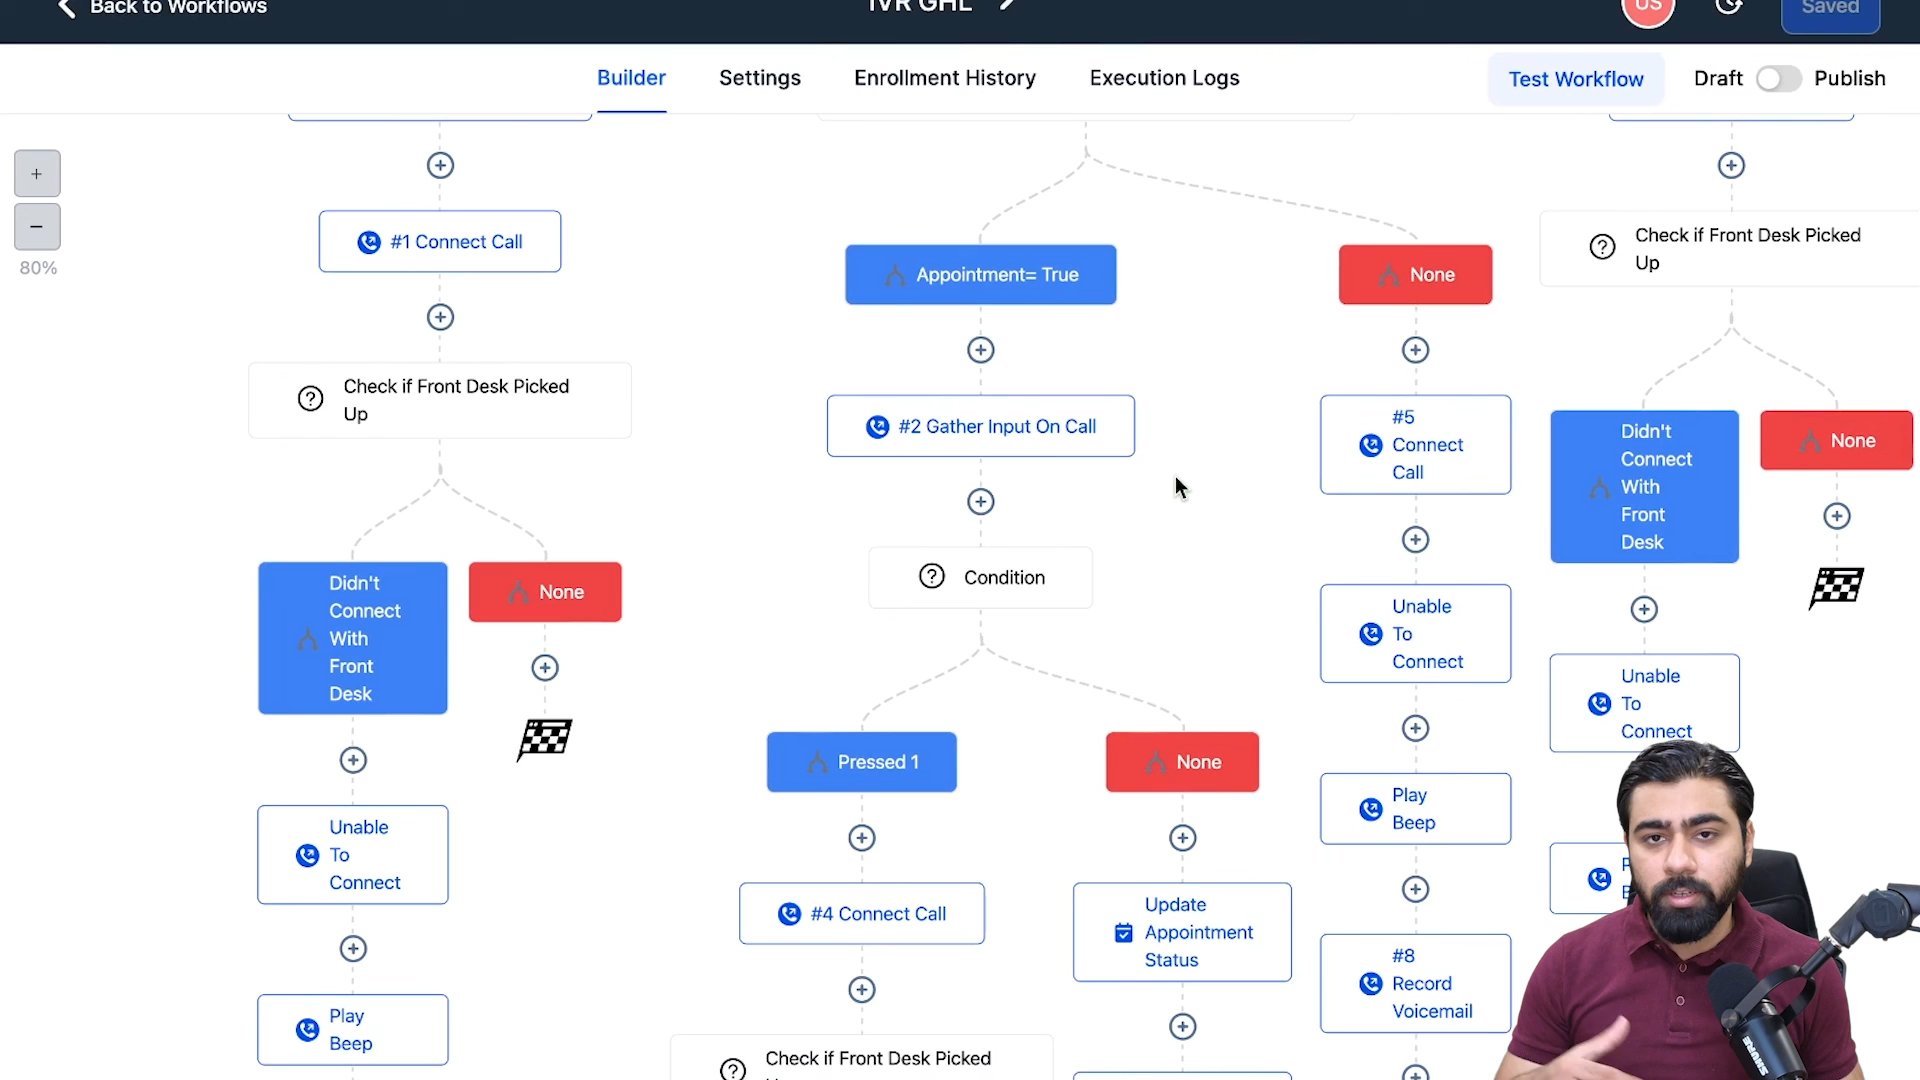 Back to Workflows
IVR GHL
US
Saved
Builder
Settings
Enrollment History
Execution Logs
Test Workflow
Draft
Publish
+
−
80%
#1 Connect Call
Check if Front Desk Picked
Up
Didn't
Connect
With
Front
Desk
None
Unable
To
Connect
Play
Beep
Appointment= True
#2 Gather Input On Call
Condition
Pressed 1
#4 Connect Call
Check if Front Desk Picked
None
Update
Appointment
Status
None
#5
Connect
Call
Unable
To
Connect
Play
Beep
#8
Record
Voicemail
Check if Front Desk Picked
Up
Didn't
Connect
With
Front
Desk
None
Unable
To
Connect
SHURE